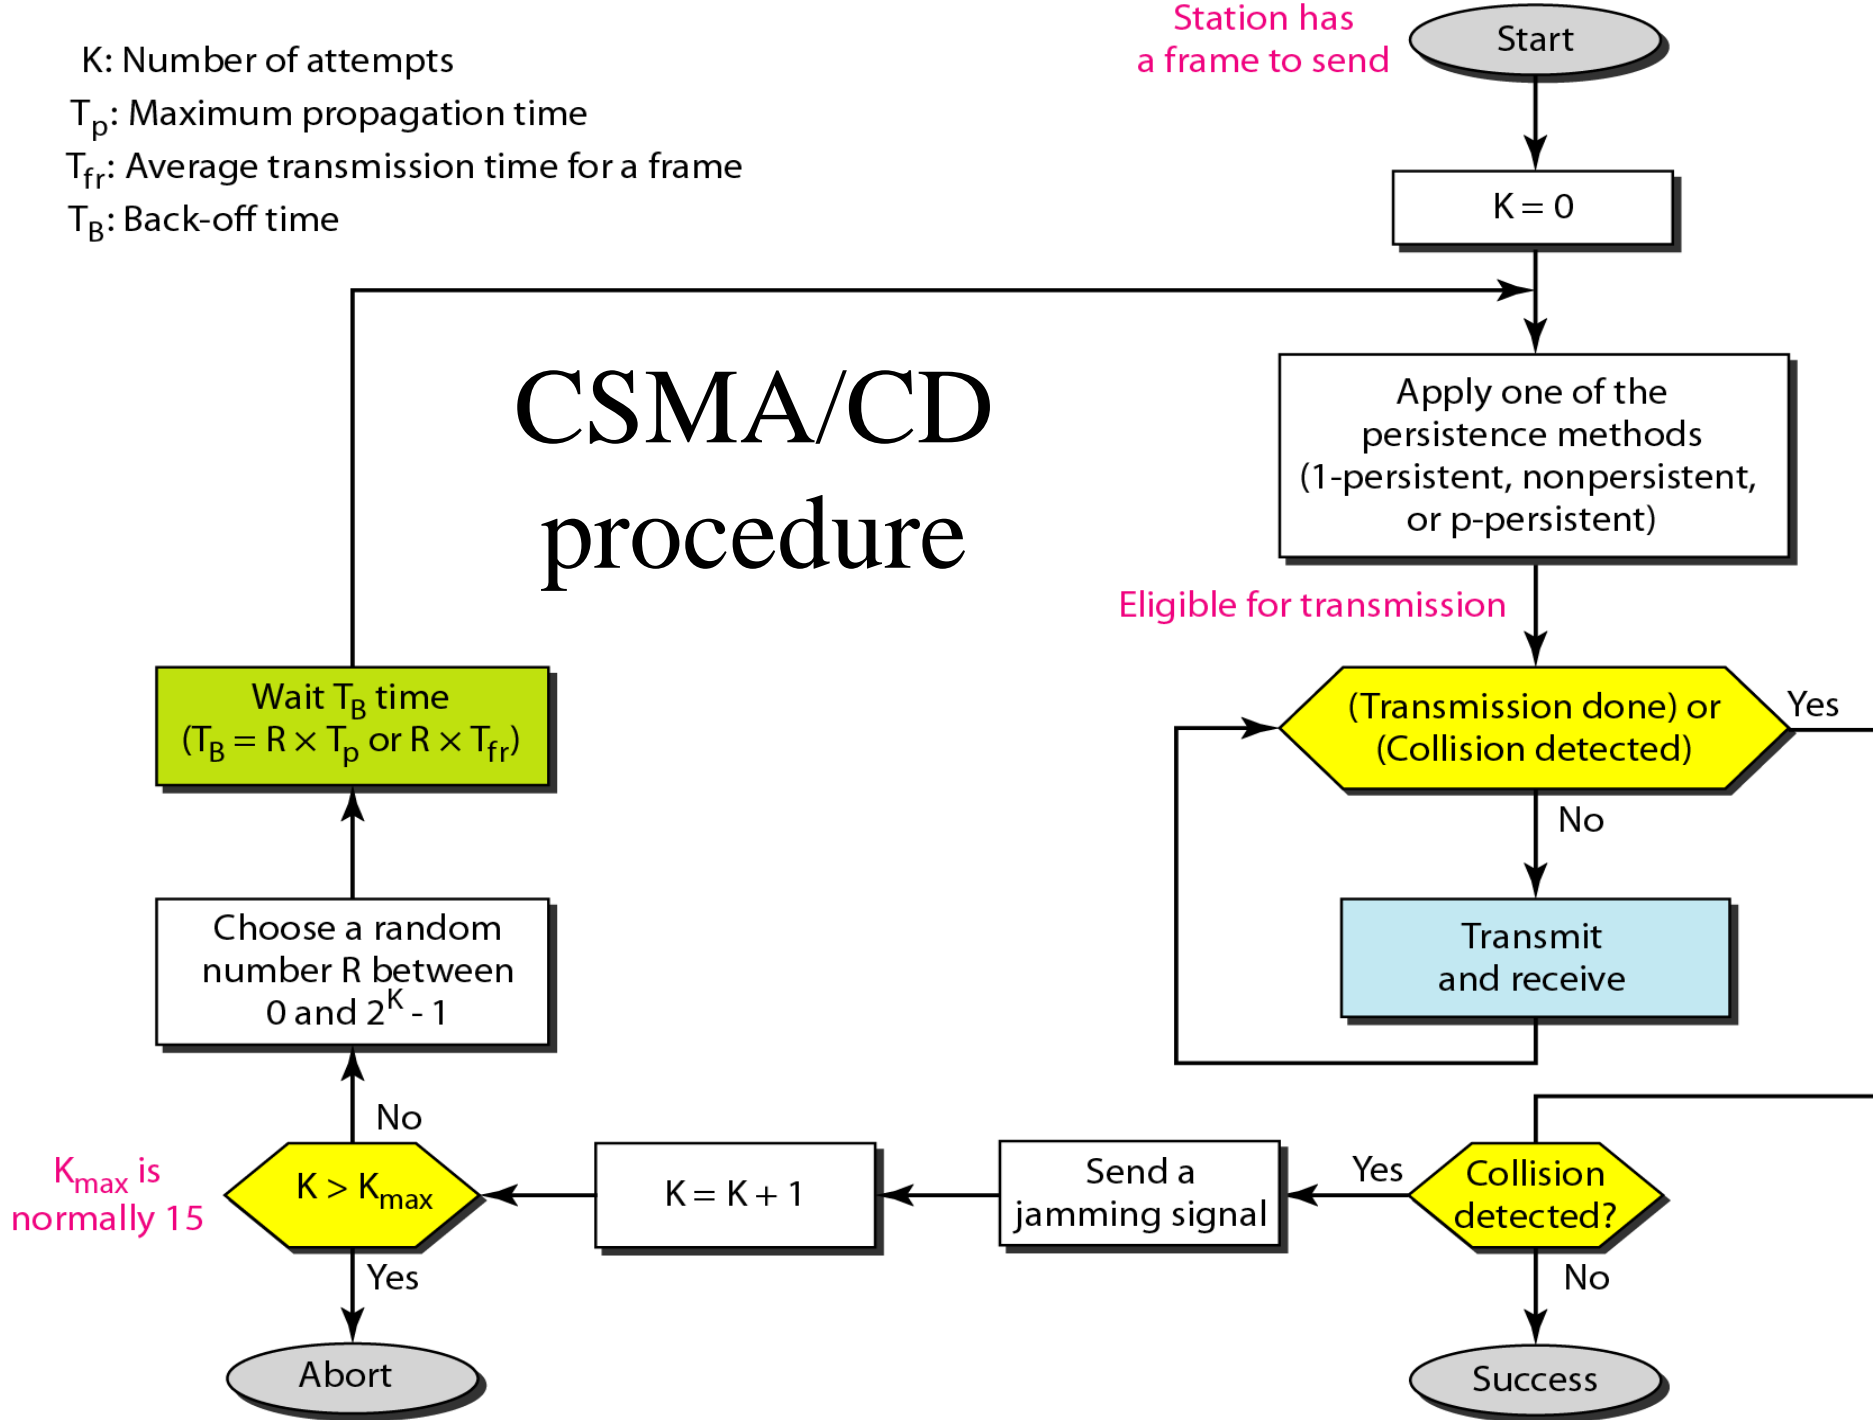 K: Number of attempts
Tp: Maximum propagation time
Tfr: Average transmission time for a frame
TB: Back-off time
Station has
a frame to send
Start
K = 0
CSMA/CD
procedure
Apply one of the
persistence methods
(1-persistent, nonpersistent,
or p-persistent)
Eligible for transmission
(Transmission done) or
(Collision detected)
Yes
No
Transmit
and receive
Wait TB time
(TB = R × Tp or R × Tfr)
Choose a random
number R between
0 and 2^K - 1
No
Kmax is
normally 15
K > Kmax
Yes
Abort
K = K + 1
Send a
jamming signal
Yes
Collision
detected?
No
Success